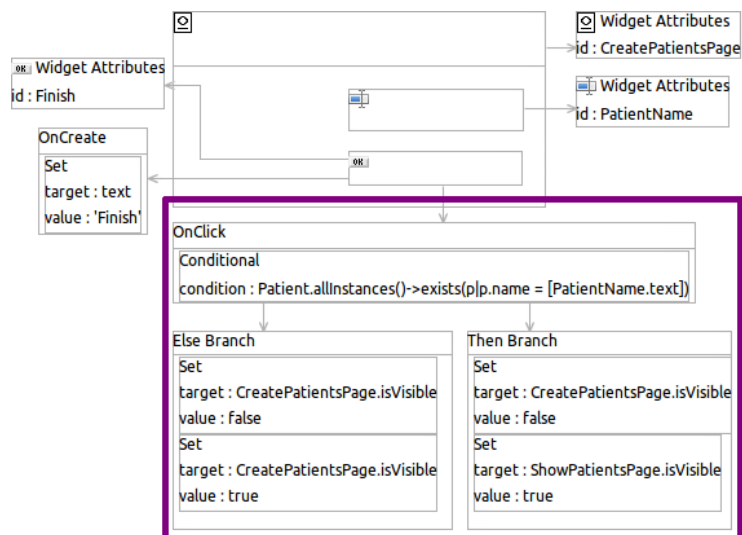 Widget Attributes
id : CreatePatientsPage
OK Widget Attributes
id : Finish
Widget Attributes
id : PatientName
OnCreate
Set
target : text
value : 'Finish'
OK
OnClick
Conditional
condition : Patient.allInstances()->exists(p|p.name = [PatientName.text])
Else Branch
Set
target : CreatePatientsPage.isVisible
value : false
Set
target : CreatePatientsPage.isVisible
value : true
Then Branch
Set
target : CreatePatientsPage.isVisible
value : false
Set
target : ShowPatientsPage.isVisible
value : true